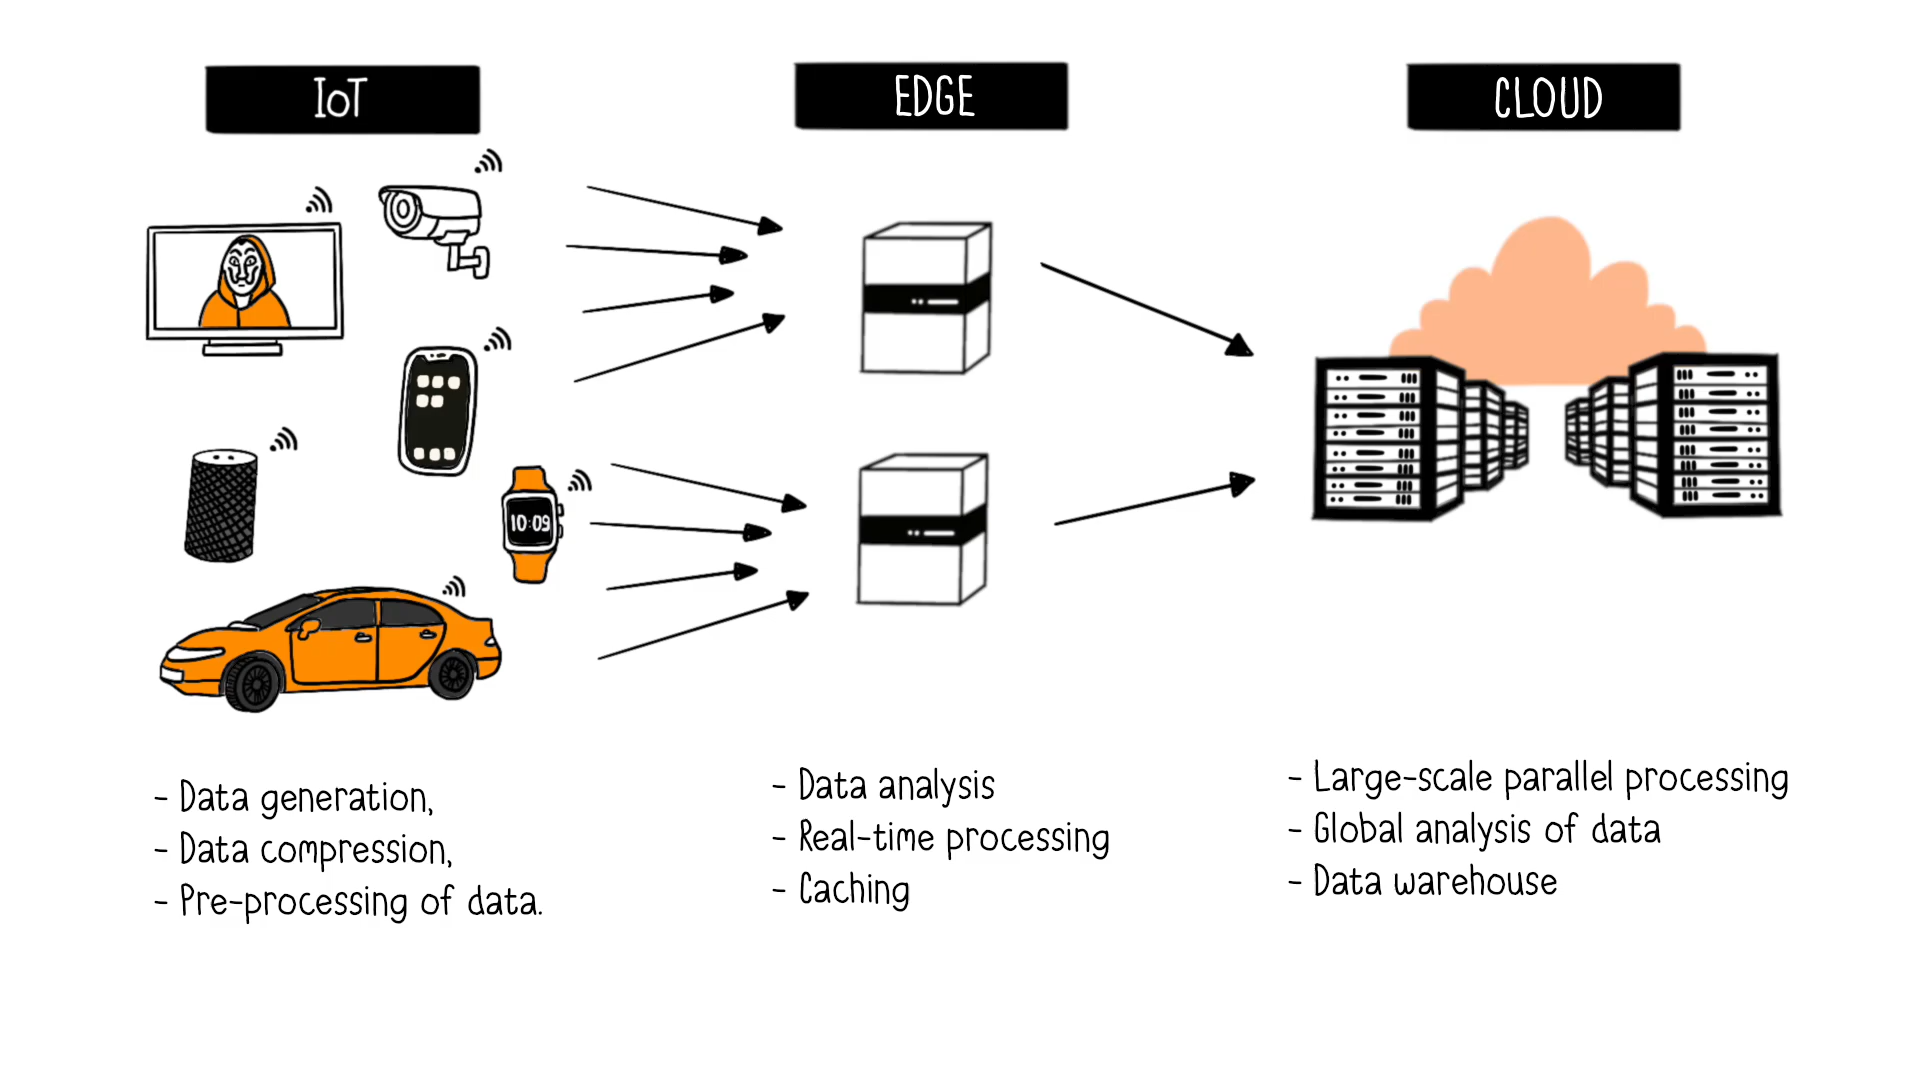 IoT
EDGE
CLOUD
10:09
- Data generation,
- Data compression,
- Pre-processing of data.
- Data analysis
- Real-time processing
- Caching
- Large-scale parallel processing
- Global analysis of data
- Data warehouse